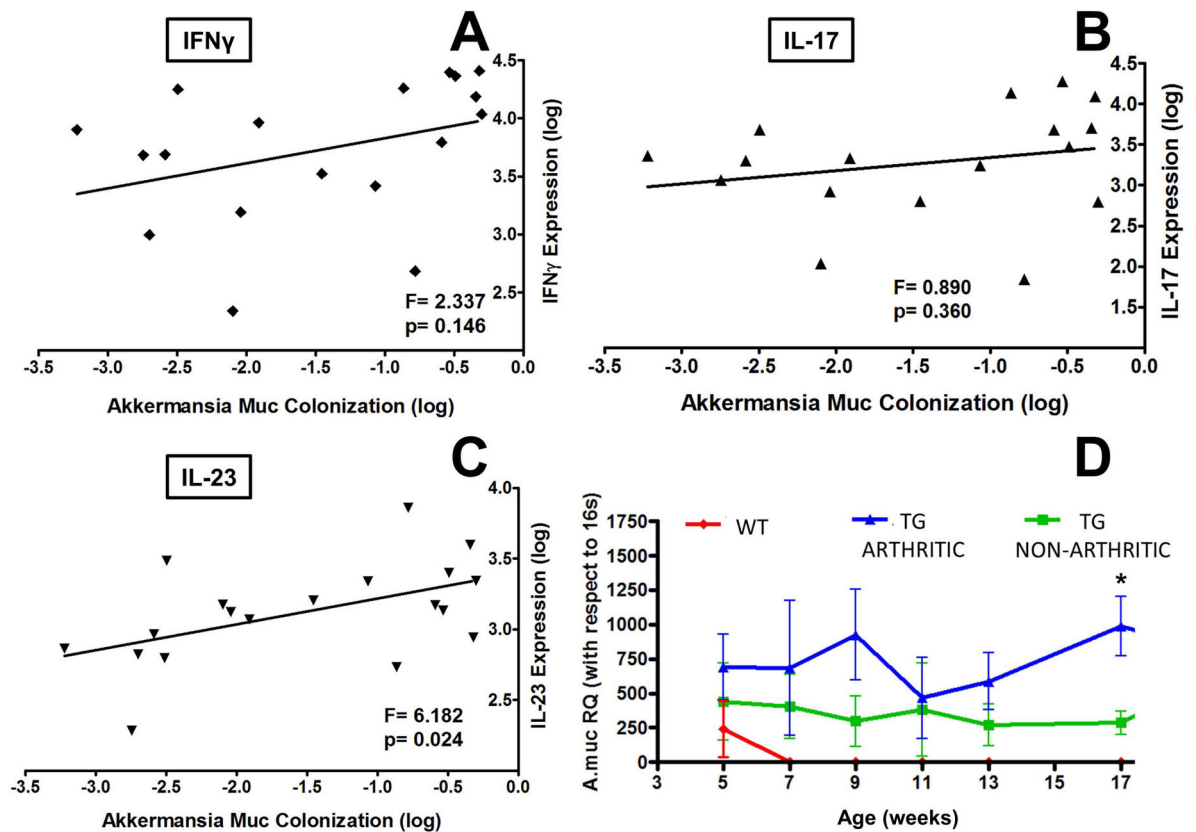 IFNγ
A
4.5
4.0
3.5
3.0
2.5
IFNγ Expression (log)
F= 2.337
p= 0.146
-3.5 -3.0 -2.5 -2.0 -1.5 -1.0 -0.5 0.0
Akkermansia Muc Colonization (log)
IL-17
B
4.5
4.0
3.5
3.0
2.5
2.0
1.5
IL-17 Expression (log)
F= 0.890
p= 0.360
-3.5 -3.0 -2.5 -2.0 -1.5 -1.0 -0.5 0.0
Akkermansia Muc Colonization (log)
IL-23
C
4.0
3.5
3.0
2.5
IL-23 Expression (log)
F= 6.182
p= 0.024
-3.5 -3.0 -2.5 -2.0 -1.5 -1.0 -0.5 0.0
Akkermansia Muc Colonization (log)
D
WT
TG
ARTHRITIC
TG
NON-ARTHRITIC
*
A.muc RQ (with respect to 16s)
1750
1500
1250
1000
750
500
250
0
3 5 7 9 11 13 15 17
Age (weeks)